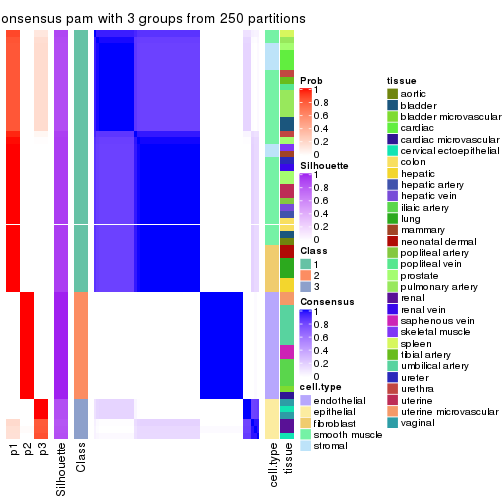 onsensus pam with 3 groups from 250 partitions
Prob
1
0.8
0.6
0.4
0.2
0
Silhouette
1
0.8
0.6
0.4
0.2
0
Class
1
2
3
Consensus
1
0.8
0.6
0.4
0.2
0
cell.type
endothelial
epithelial
fibroblast
smooth muscle
stromal
tissue
aortic
bladder
bladder microvascular
cardiac
cardiac microvascular
cervical ectoepithelial
colon
hepatic
hepatic artery
hepatic vein
iliaic artery
lung
mammary
neonatal dermal
popliteal artery
popliteal vein
prostate
pulmonary artery
renal
renal vein
saphenous vein
skeletal muscle
spleen
tibial artery
umbilical artery
ureter
urethra
uterine
uterine microvascular
vaginal
p1
p2
p3
Silhouette
Class
cell.type
tissue